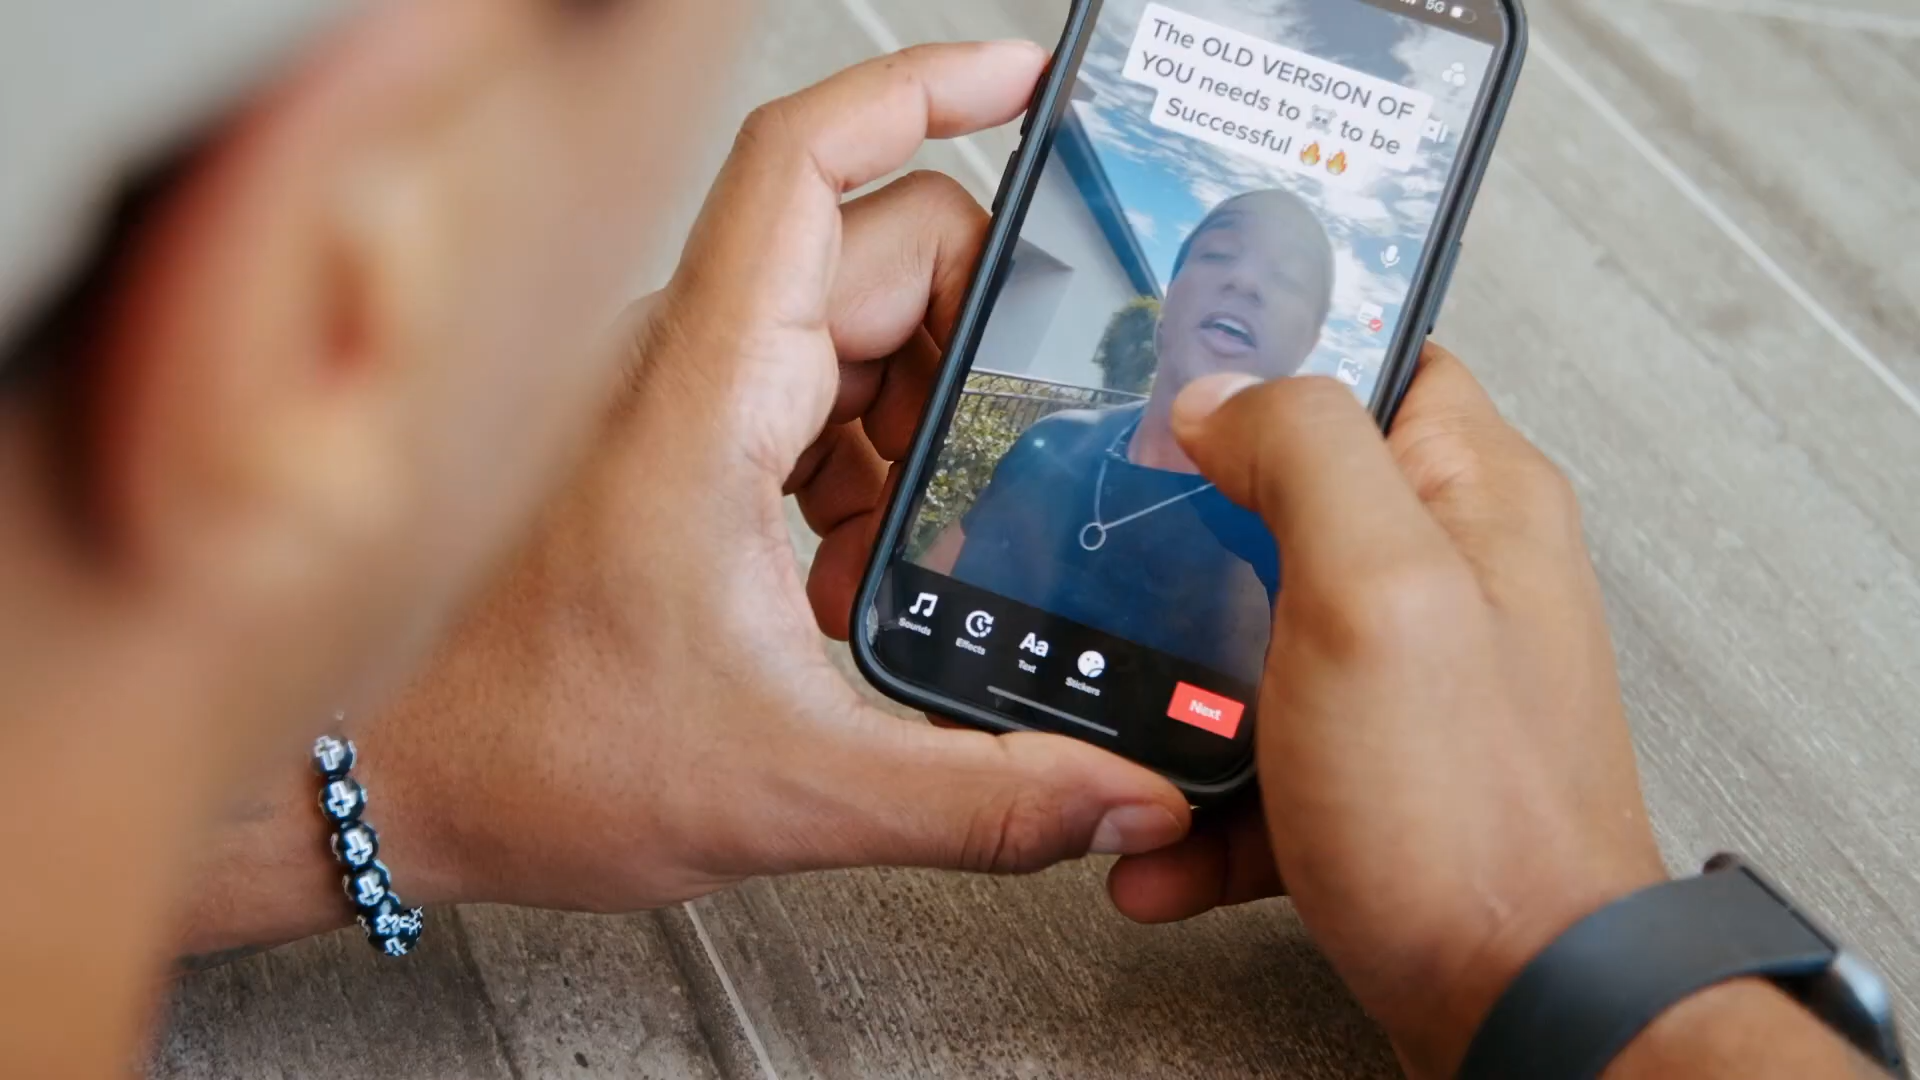 5G
The OLD VERSION OF
YOU needs to ☠️ to be
Successful 🔥🔥
Sounds
Effects
Aa
Text
Stickers
Next